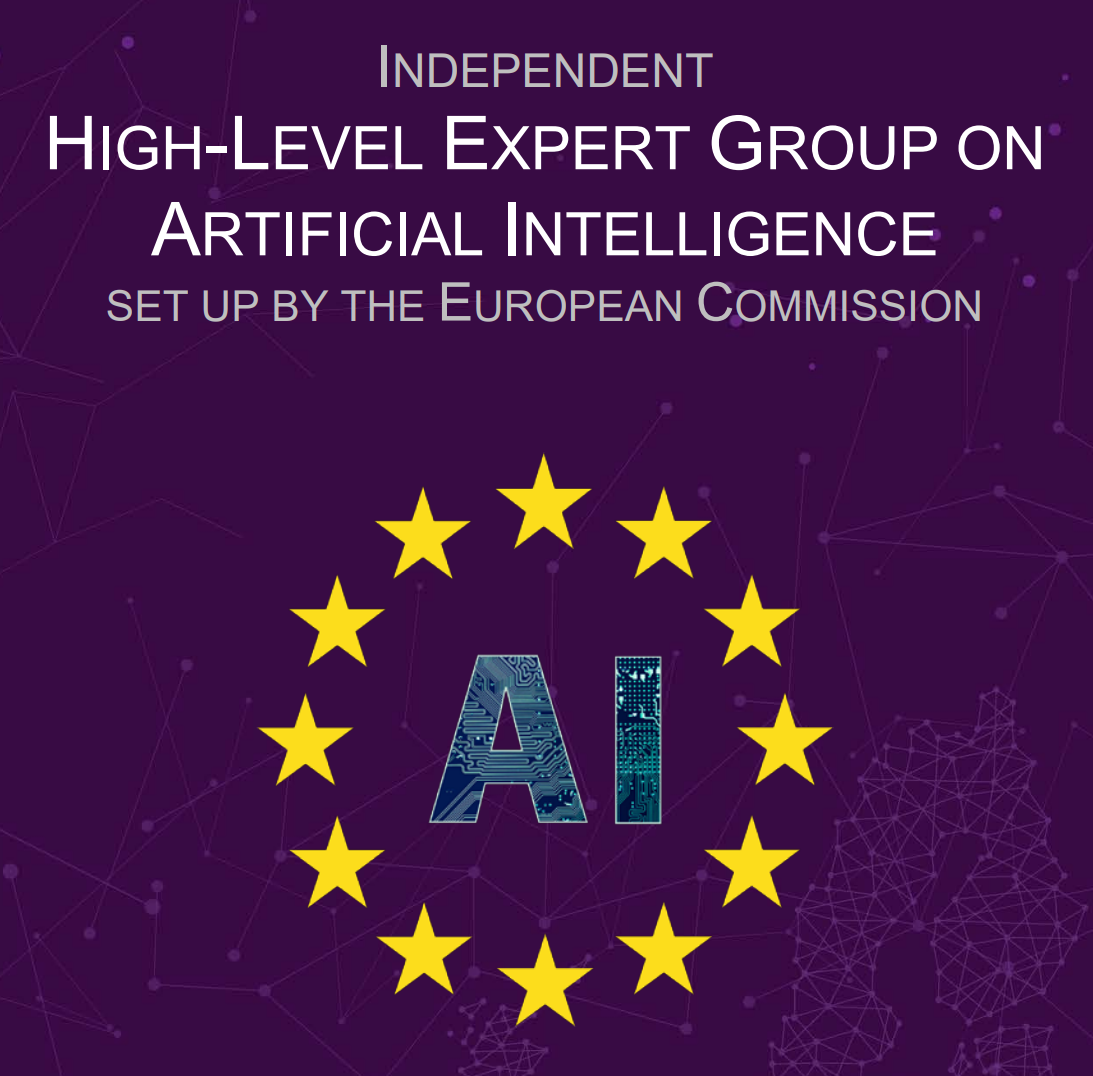 INDEPENDENT
HIGH-LEVEL EXPERT GROUP ON
ARTIFICIAL INTELLIGENCE
SET UP BY THE EUROPEAN COMMISSION
AI